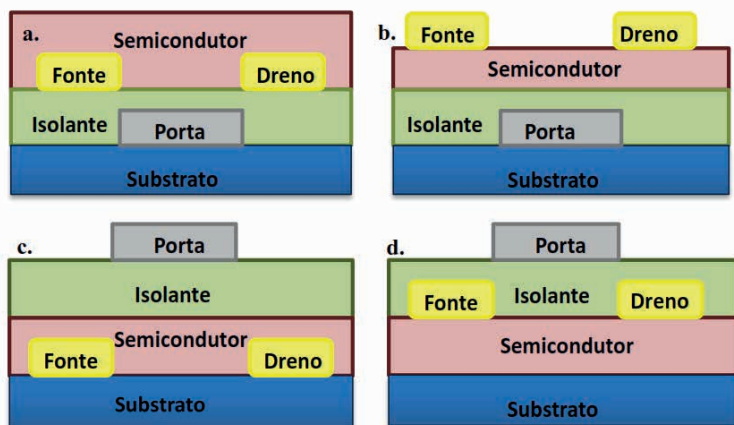 a.
Semicondutor
Fonte
Dreno
Isolante
Porta
Substrato
b.
Fonte
Dreno
Semicondutor
Isolante
Porta
Substrato
c.
Porta
Isolante
Semicondutor
Fonte
Dreno
Substrato
d.
Porta
Fonte
Isolante
Dreno
Semicondutor
Substrato